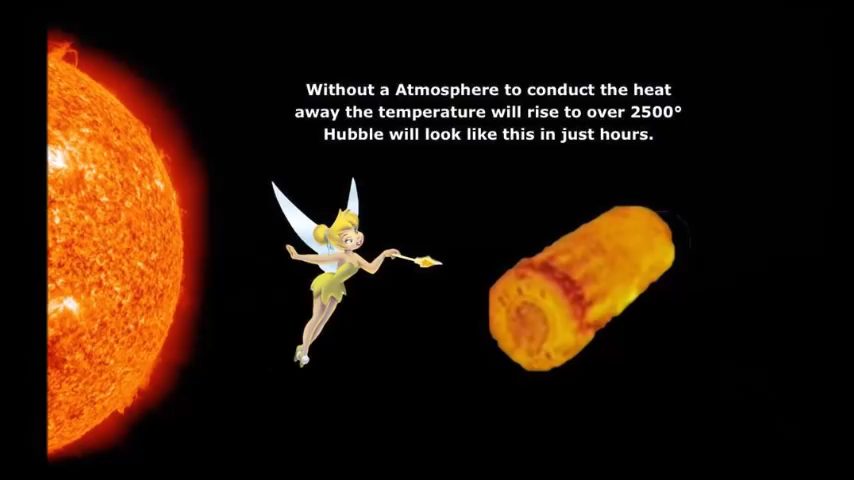 Without a Atmosphere to conduct the heat
away the temperature will rise to over 2500°
Hubble will look like this in just hours.